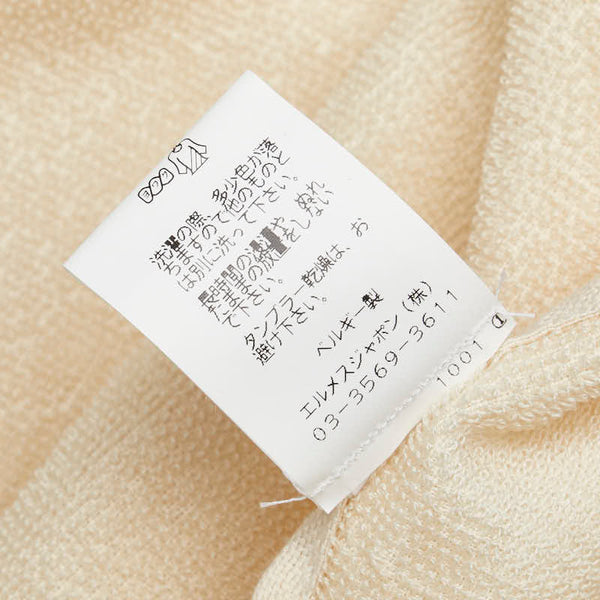 洗濯の際、多少色が落
ちますので他のものと
は別に洗って下さい。
長時間の浸漬や、ぬれ
たままの放置をしない
で下さい。
タンブラー乾燥は、お
避け下さい。
ベルギー製
エルメスジャポン(株)
03-3569-3611
1001 ①